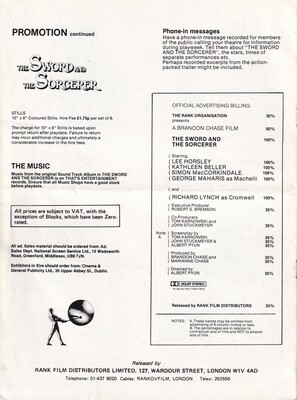 PROMOTION continued
THE SWORD AND
THE SORCERER
STILLS
10" x 8" Coloured Stills. Hire Fee £1.75p per set of 8.
The charge for 10" x 8" Stills is based upon
prompt return after playdate. Failure to return
may incur additional charges and ultimately a
considerable increase in the hire fees.
THE MUSIC
Music from the original Sound Track Album in THE SWORD
AND THE SORCERER is on THAT'S ENTERTAINMENT
records. Ensure that all Music Shops have a good stock
before playdate.
All prices are subject to VAT, with the
exception of Blocks, which have been Zero-
rated.
All ad. Sales material should be ordered from: Ad.
Sales Dept. National Screen Service Ltd., 15 Wadsworth
Road, Greenford, Middlesex, UB6 7JN.
Exhibitors in Eire should order from: Cinema &
General Publicity Ltd., 35 Upper Abbey St., Dublin.
Phone-in messages
Have a phone-in message recorded for members
of the public calling your theatre for information
during playweek. Tell them about "THE SWORD
AND THE SORCERER", the stars, times of
separate performances etc.
Perhaps recorded excerpts from the action-
packed trailer might be included.
OFFICIAL ADVERTISING BILLING
THE RANK ORGANISATION 30%
presents
A BRANDON CHASE FILM 80%
THE SWORD AND
THE SORCERER 100%
( Starring
( LEE HORSLEY 100%
( KATHLEEN BELLER 100%
( SIMON MacCORKINDALE 100%
( GEORGE MAHARIS as Machelli 100%
( and
( RICHARD LYNCH as Cromwell 100%
( Executive Producer
( ROBERT S. BREMSON 35%
( Co-Producers
( TOM KARNOWSKI and
( JOHN STUCKMEYER 35%
Note A ( Screenplay by
( TOM KARNOWSKI 35%
( JOHN STUCKMEYER & 35%
( ALBERT PYUN 35%
( Produced by
( BRANDON CHASE and 35%
( MARIANNE CHASE 35%
( Directed by
( ALBERT PYUN 35%
DOLBY STEREO
Released by RANK FILM DISTRIBUTORS 25%
NOTES: A These names may be omitted from
advertising of 8 column inches or less.
B The percentages are in relation to
contractual size of title and NOT to artwork
size of title.
Released by
RANK FILM DISTRIBUTORS LIMITED. 127, WARDOUR STREET, LONDON W1V 4AD
Telephone: 01-437 9020 Cables: RANKOVFILM, LONDON Telex: 262556